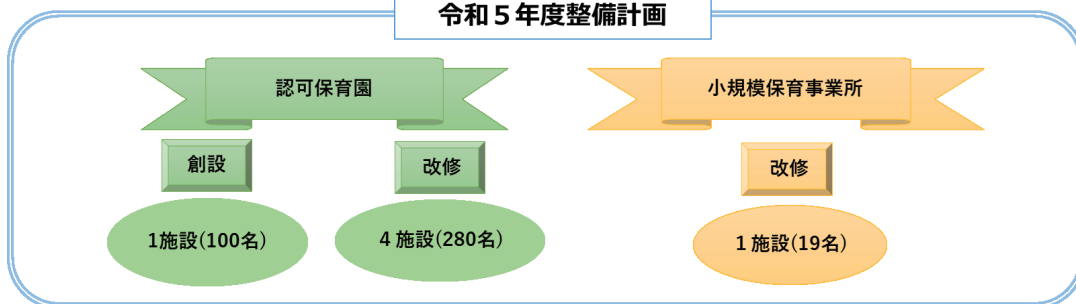 令和５年度整備計画
認可保育園
小規模保育事業所
創設
改修
改修
1施設(100名)
4 施設(280名)
1 施設(19名)